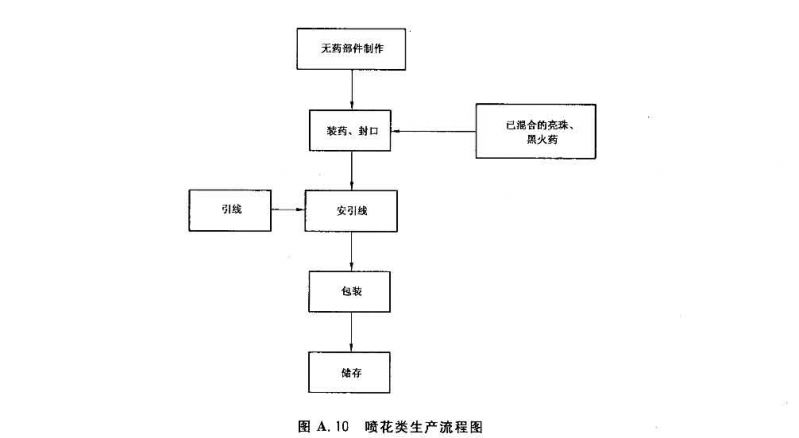 无药部件制作
装药、封口
已混合的亮珠、
黑火药
引线
安引线
包装
储存
图 A.10 喷花类生产流程图